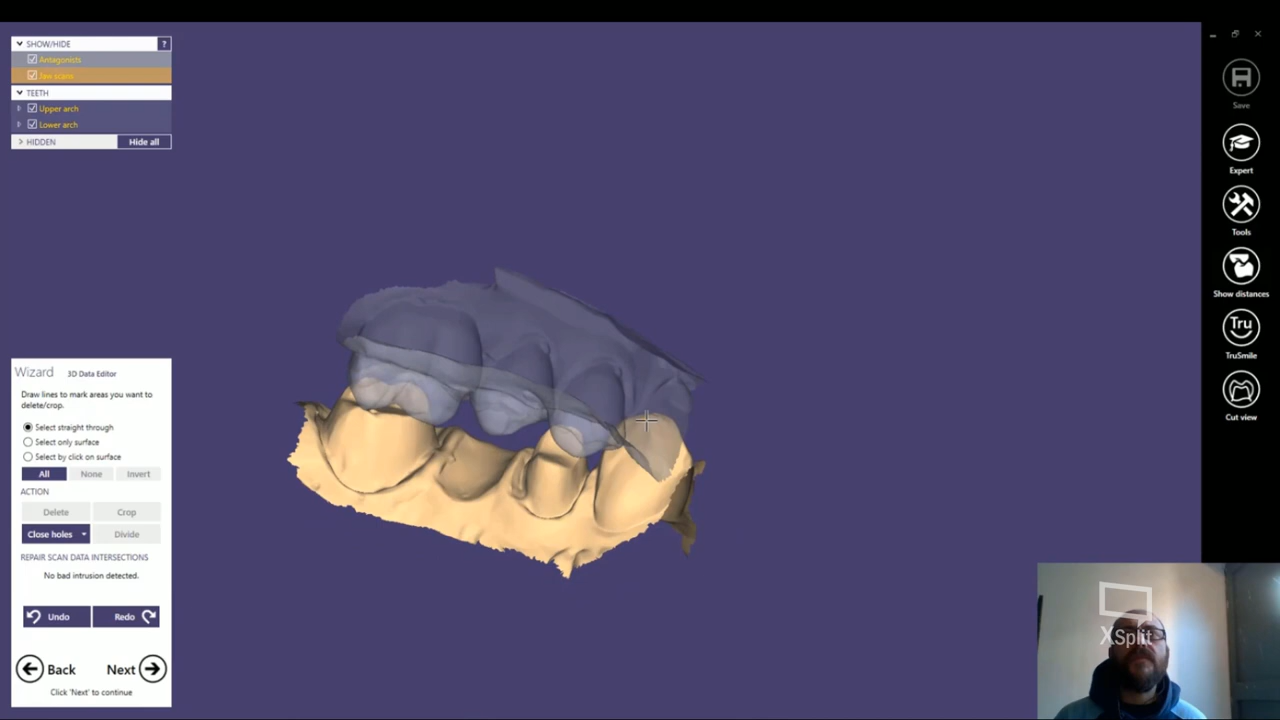 SHOW/HIDE ?
Antagonists
Jaw scans
TEETH
Upper arch
Lower arch
HIDDEN Hide all
Save
Expert
Tools
Show distances
Tru
TruSmile
Cut view
Wizard 3D Data Editor
Draw lines to mark areas you want to
delete/crop.
Select straight through
Select only surface
Select by click on surface
All None Invert
ACTION
Delete Crop
Close holes Divide
REPAIR SCAN DATA INTERSECTIONS
No bad intrusion detected.
Undo Redo
Back Next
Click 'Next' to continue
XSplit